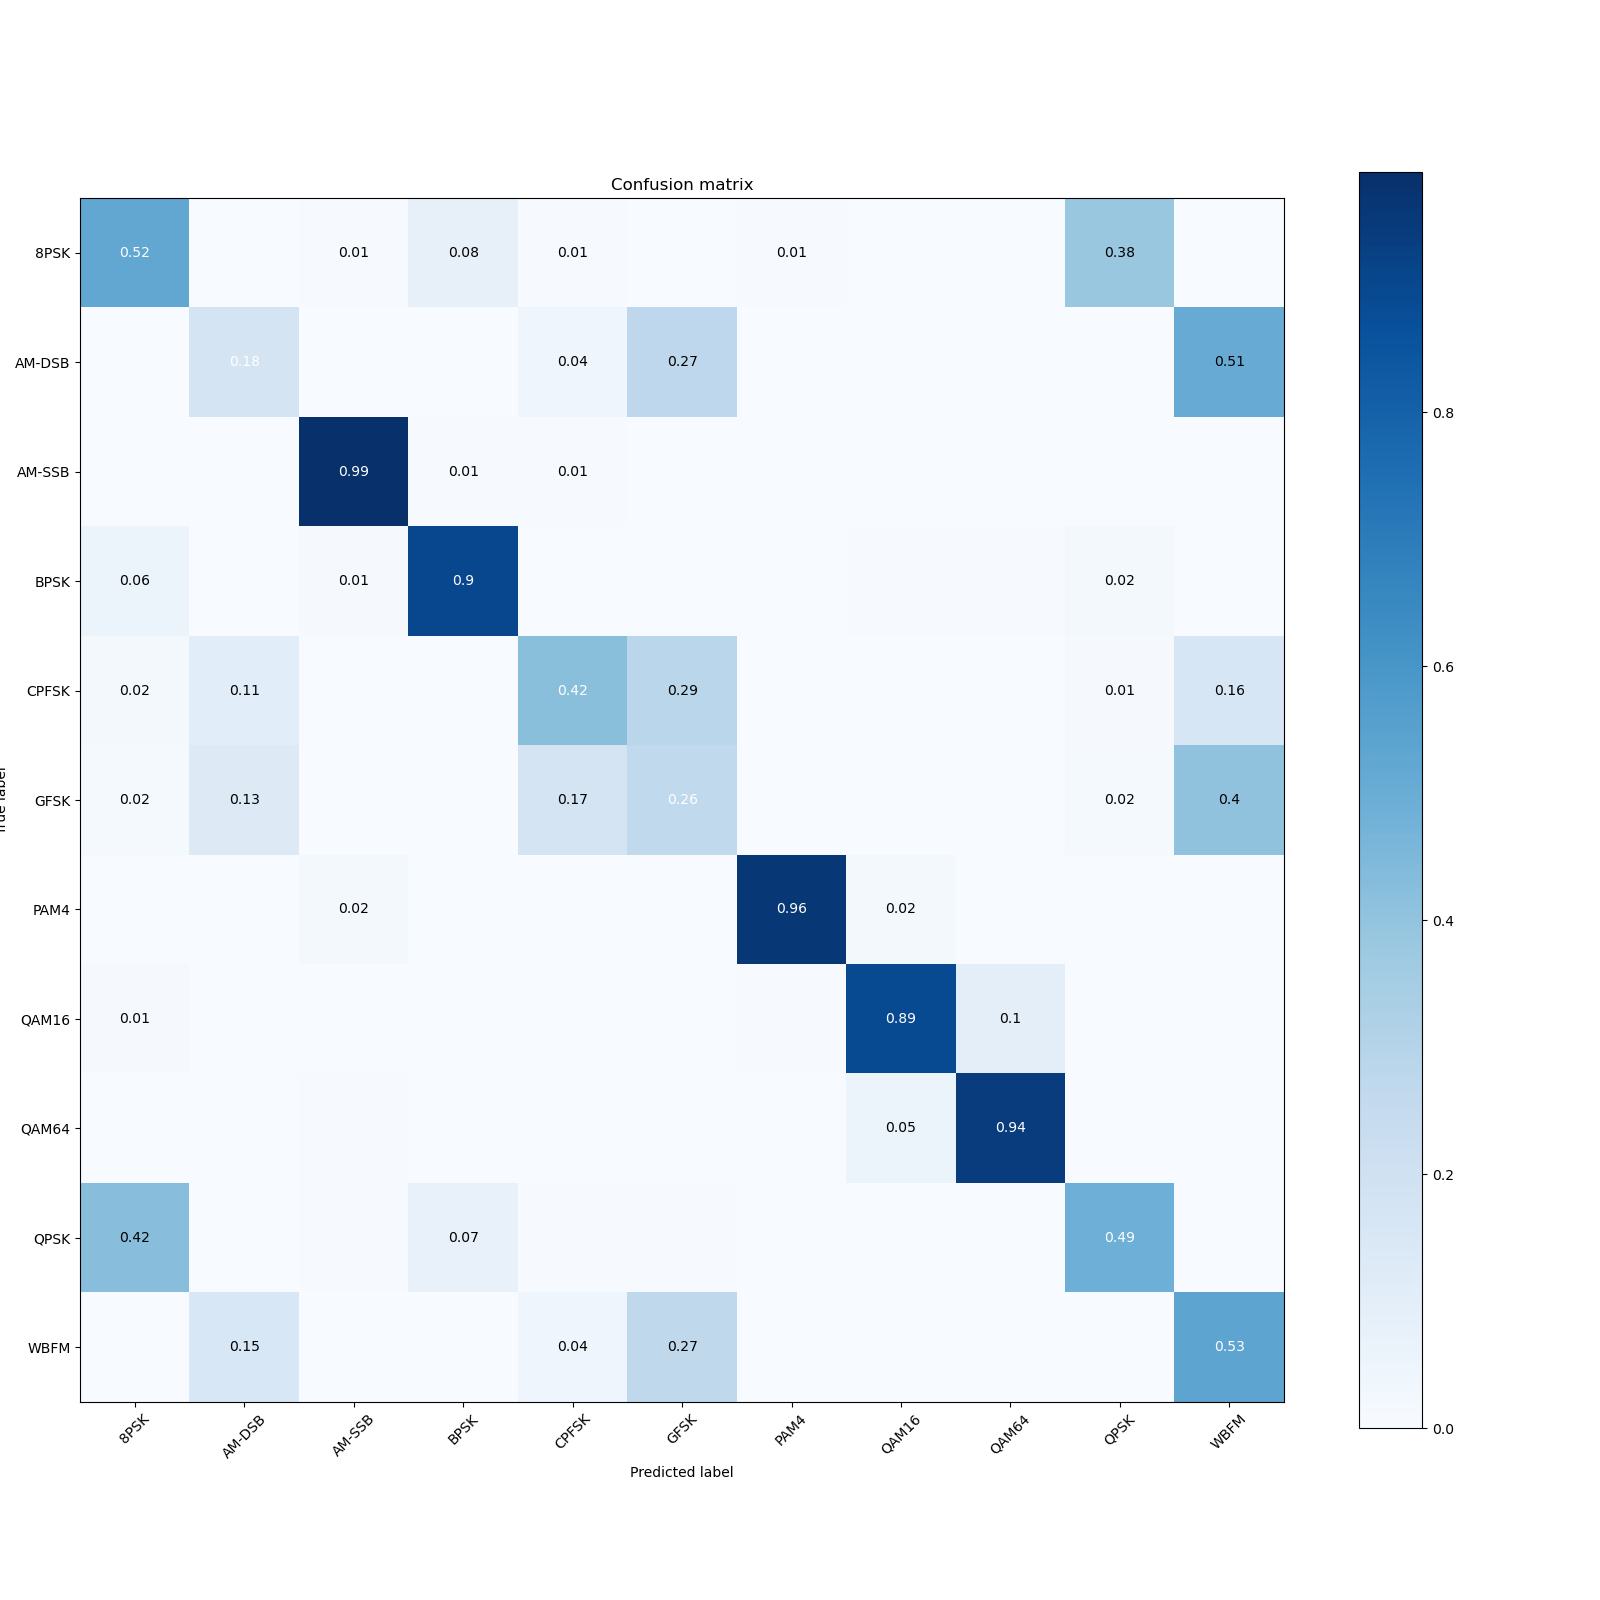 Confusion matrix
8PSK 0.52 0.01 0.08 0.01 0.01 0.38
AM-DSB 0.18 0.04 0.27 0.51
AM-SSB 0.99 0.01 0.01
BPSK 0.06 0.01 0.9 0.02
CPFSK 0.02 0.11 0.42 0.29 0.01 0.16
GFSK 0.02 0.13 0.17 0.26 0.02 0.4
PAM4 0.02 0.96 0.02
QAM16 0.01 0.89 0.1
QAM64 0.05 0.94
QPSK 0.42 0.07 0.49
WBFM 0.15 0.04 0.27 0.53
8PSK AM-DSB AM-SSB BPSK CPFSK GFSK PAM4 QAM16 QAM64 QPSK WBFM
Predicted label
True label
0.8
0.6
0.4
0.2
0.0